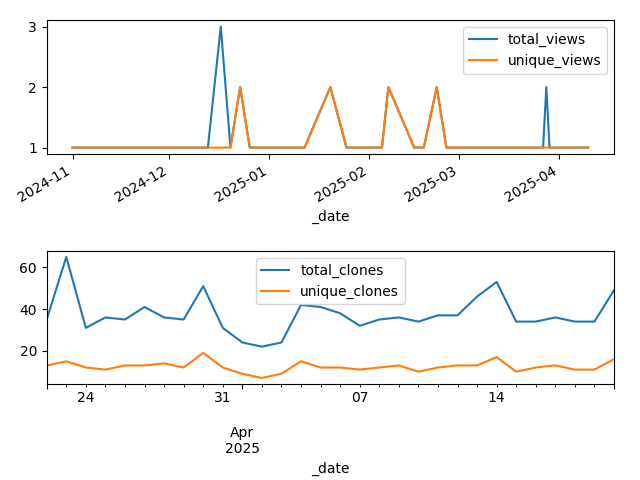 3
2
1
total_views
unique_views
2024-11
2024-12
2025-01
2025-02
2025-03
2025-04
_date
60
40
20
total_clones
unique_clones
24
31
07
14
Apr
2025
_date